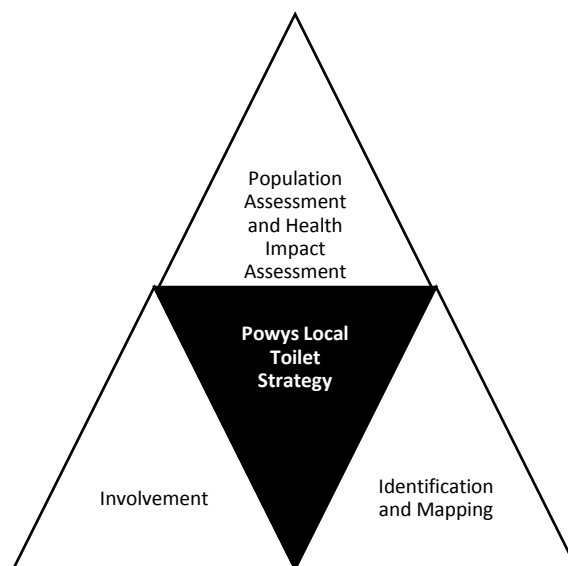 Population
Assessment
and Health
Impact
Assessment
Powys Local
Toilet
Strategy
Involvement
Identification
and Mapping